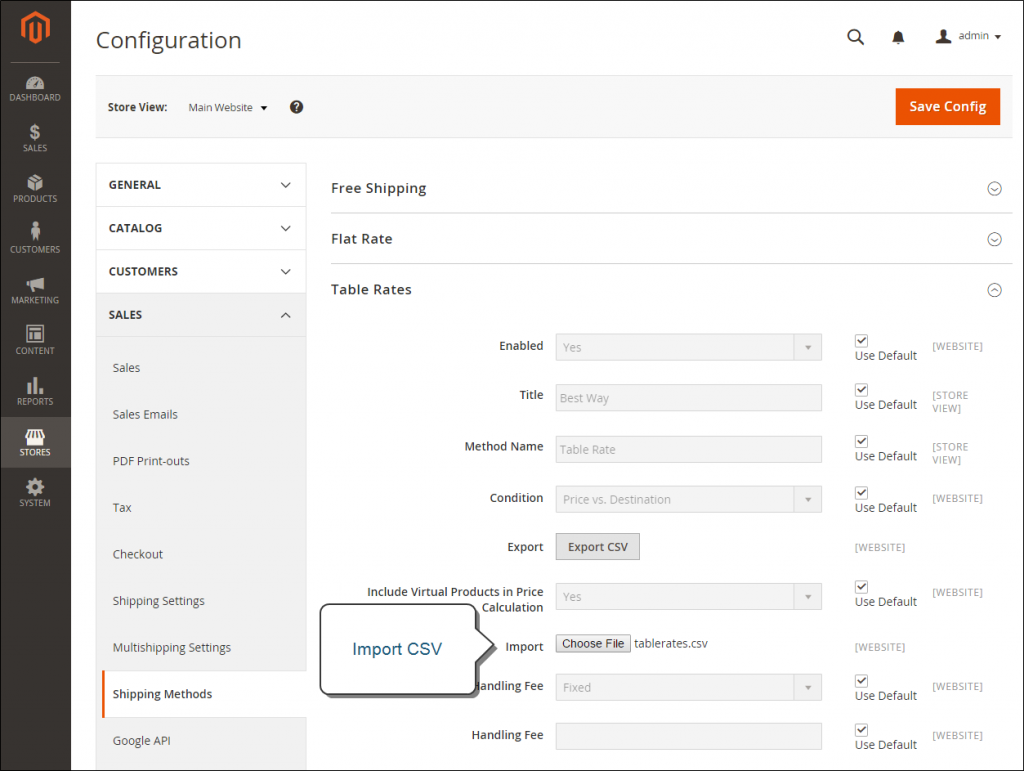 Configuration
admin
DASHBOARD
SALES
PRODUCTS
CUSTOMERS
MARKETING
CONTENT
REPORTS
STORES
SYSTEM
Store View: Main Website ?
Save Config
GENERAL
CATALOG
CUSTOMERS
SALES
Sales
Sales Emails
PDF Print-outs
Tax
Checkout
Shipping Settings
Multishipping Settings
Shipping Methods
Google API
Free Shipping
Flat Rate
Table Rates
Enabled Yes Use Default [WEBSITE]
Title Best Way Use Default [STORE
VIEW]
Method Name Table Rate Use Default [STORE
VIEW]
Condition Price vs. Destination Use Default [WEBSITE]
Export Export CSV [WEBSITE]
Include Virtual Products in Price
Calculation Yes Use Default [WEBSITE]
Import CSV
Import Choose File tablerates.csv [WEBSITE]
Handling Fee Fixed Use Default [WEBSITE]
Handling Fee Use Default [WEBSITE]